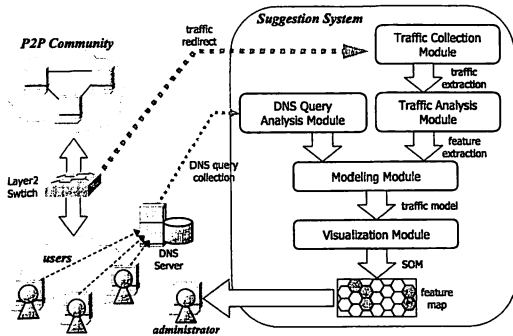 Suggestion System
P2P Community
traffic
redirect
Traffic Collection
Module
traffic
extraction
DNS Query
Analysis Module
Traffic Analysis
Module
feature
extraction
DNS query
collection
Layer2
Swtich
Modeling Module
traffic model
Visualization Module
DNS
Server
users
SOM
feature
map
administrator